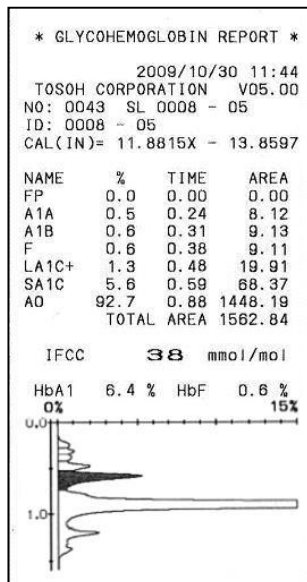 * GLYCOHEMOGLOBIN REPORT *
2009/10/30 11:44
TOSOH CORPORATION V05.00
NO: 0043 SL 0008 - 05
ID: 0008 - 05
CAL(IN)= 11.8815X - 13.8597
NAME % TIME AREA
FP 0.0 0.00 0.00
A1A 0.5 0.24 8.12
A1B 0.6 0.31 9.13
F 0.6 0.38 9.11
LA1C+ 1.3 0.48 19.91
SA1C 5.6 0.59 68.37
A0 92.7 0.88 1448.19
TOTAL AREA 1562.84
IFCC 38 mmol/mol
HbA1 6.4 % HbF 0.6 %
0% 15%
0.0
1.0